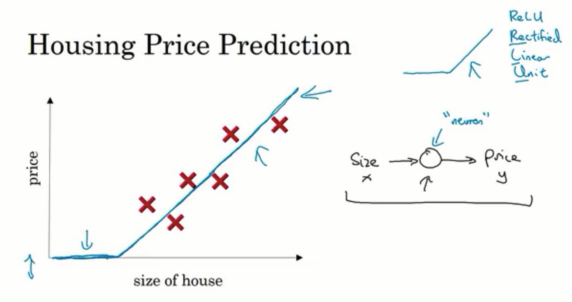 Housing Price Prediction
ReLU
Rectified
Linear
Unit
price
size of house
"neuron"
Size
x
Price
y